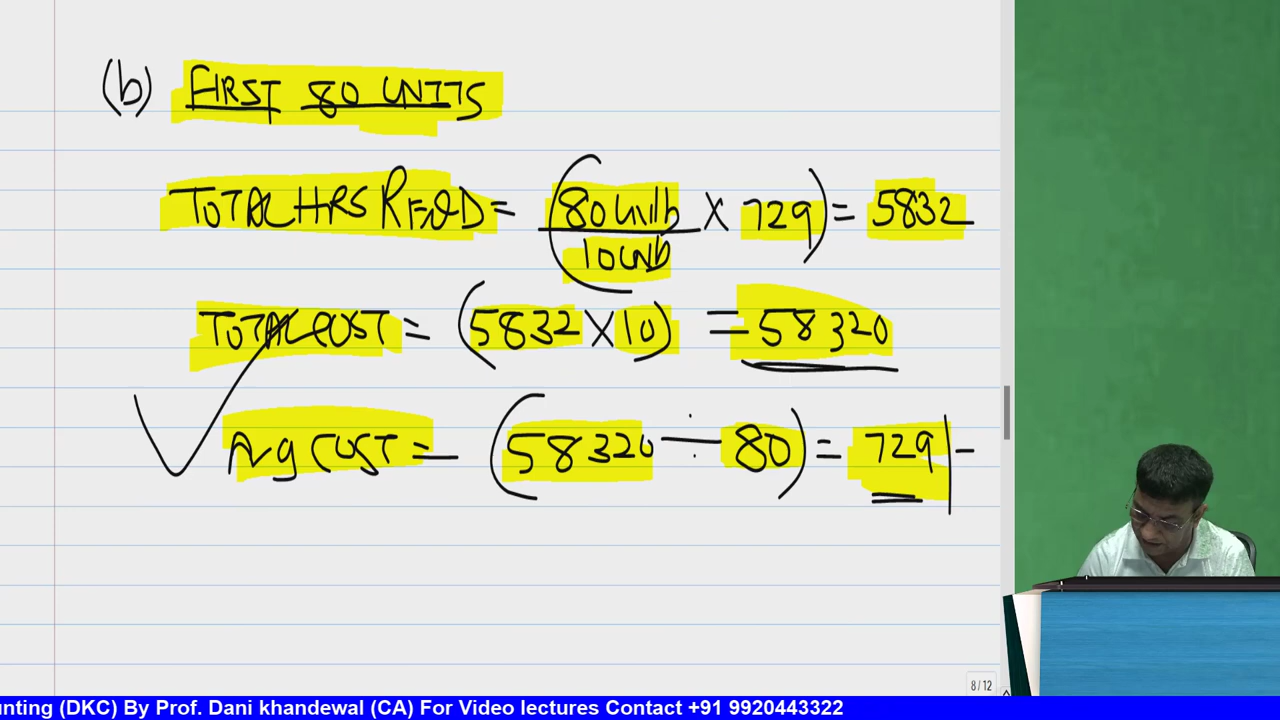 (b) FIRST 80 UNITS
TOTAL HRS REQD = (80 units / 10 units × 729) = 5832
TOTAL COST = (5832 × 10) = 58320
Avg COST = (58320 ÷ 80) = 729/-
8/12
unting (DKC) By Prof. Dani khandewal (CA) For Video lectures Contact +91 9920443322